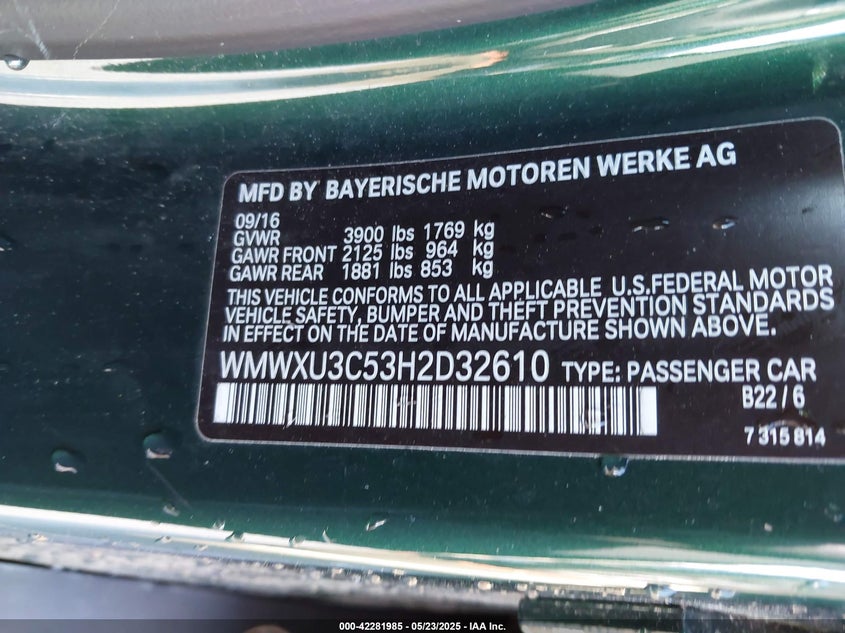 MFD BY BAYERISCHE MOTOREN WERKE AG
09/16
GVWR 3900 lbs 1769 kg
GAWR FRONT 2125 lbs 964 kg
GAWR REAR 1881 lbs 853 kg
THIS VEHICLE CONFORMS TO ALL APPLICABLE U.S.FEDERAL MOTOR
VEHICLE SAFETY, BUMPER AND THEFT PREVENTION STANDARDS
IN EFFECT ON THE DATE OF MANUFACTURE SHOWN ABOVE.
WMWXU3C53H2D32610 TYPE: PASSENGER CAR
B22/6
7 315 814
000-42281985 - 05/23/2025 - IAA Inc.